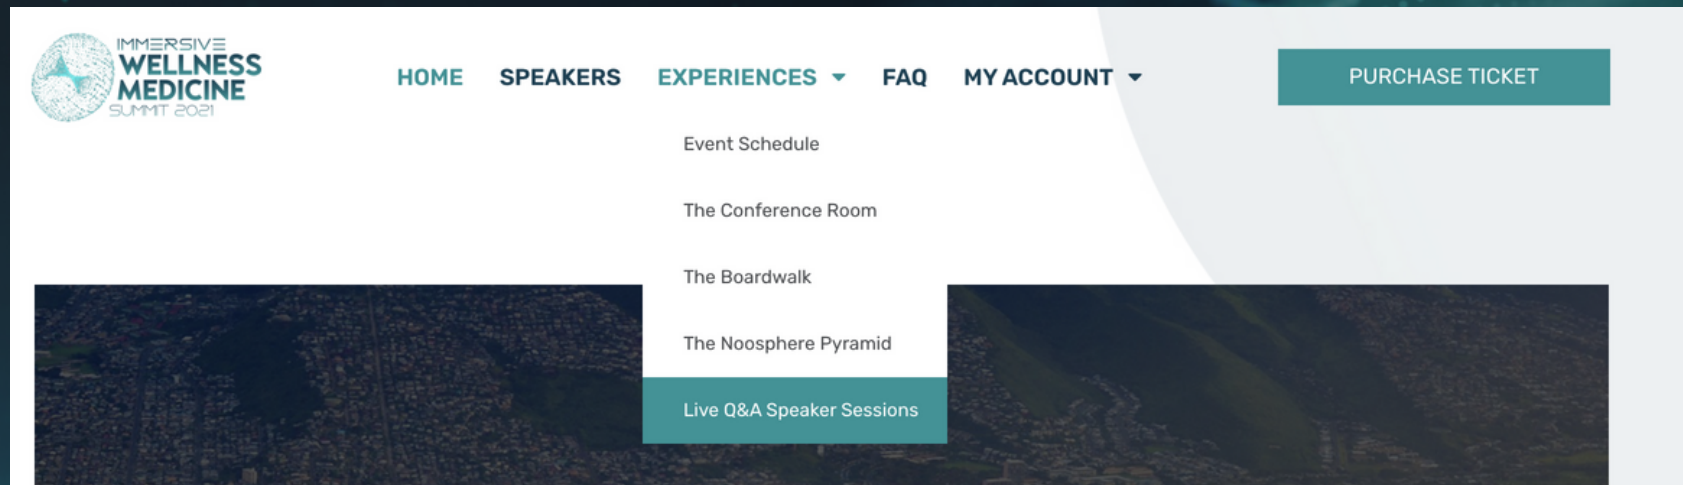 IMMERSIVE
WELLNESS
MEDICINE
SUMMIT 2021
HOME SPEAKERS EXPERIENCES FAQ MY ACCOUNT PURCHASE TICKET
Event Schedule
The Conference Room
The Boardwalk
The Noosphere Pyramid
Live Q&A Speaker Sessions